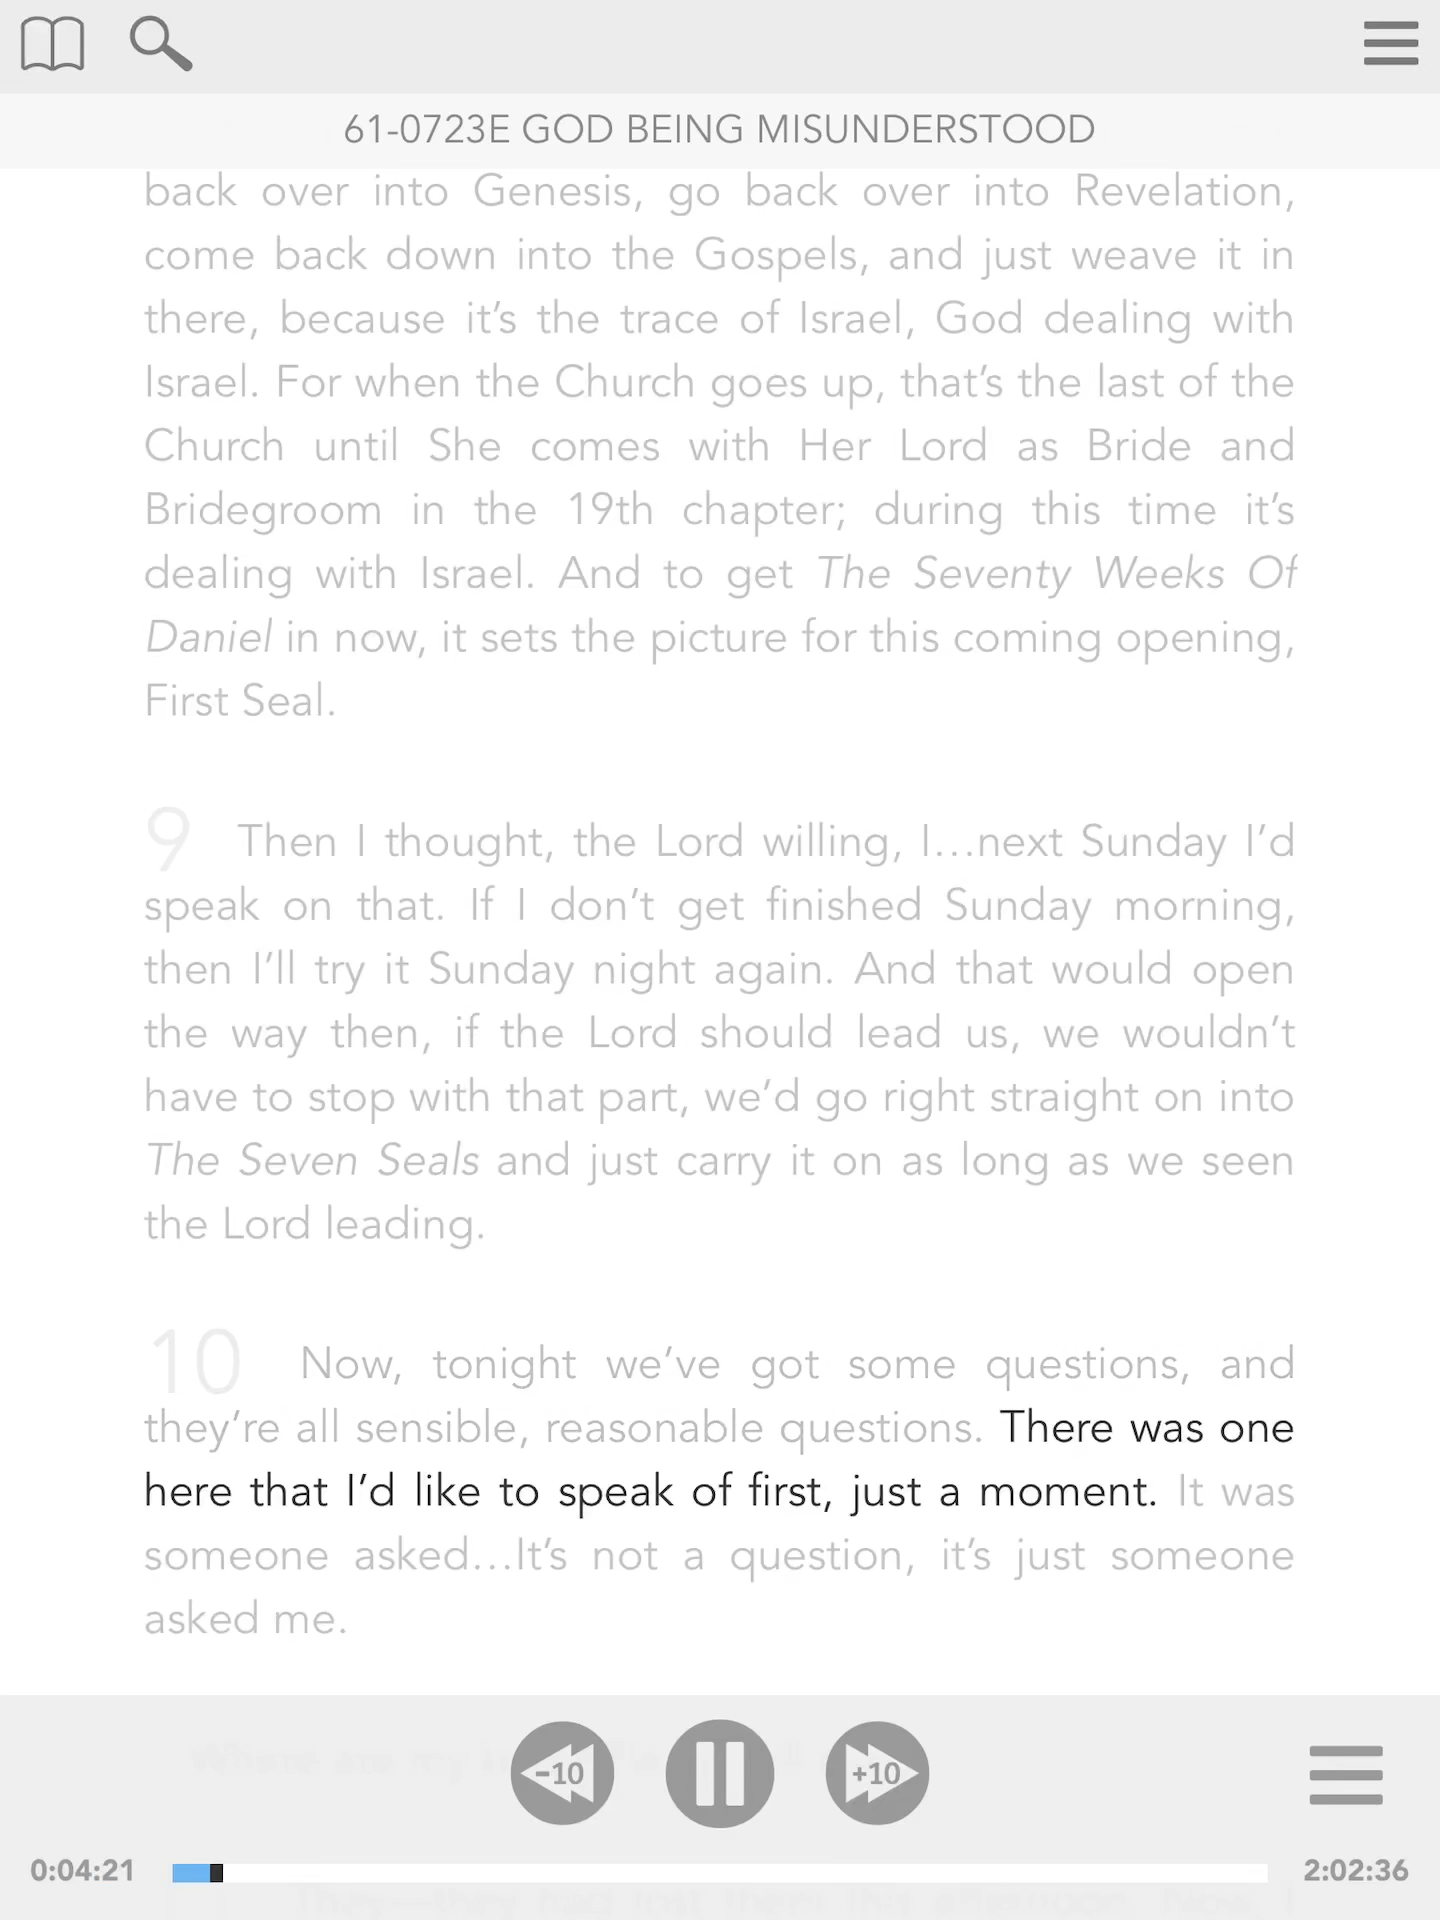 61-0723E GOD BEING MISUNDERSTOOD
back over into Genesis, go back over into Revelation,
come back down into the Gospels, and just weave it in
there, because it’s the trace of Israel, God dealing with
Israel. For when the Church goes up, that’s the last of the
Church until She comes with Her Lord as Bride and
Bridegroom in the 19th chapter; during this time it’s
dealing with Israel. And to get The Seventy Weeks Of
Daniel in now, it sets the picture for this coming opening,
First Seal.
9 Then I thought, the Lord willing, I…next Sunday I’d
speak on that. If I don’t get finished Sunday morning,
then I’ll try it Sunday night again. And that would open
the way then, if the Lord should lead us, we wouldn’t
have to stop with that part, we’d go right straight on into
The Seven Seals and just carry it on as long as we seen
the Lord leading.
10 Now, tonight we’ve got some questions, and
they’re all sensible, reasonable questions. There was one
here that I’d like to speak of first, just a moment. It was
someone asked…It’s not a question, it’s just someone
asked me.
-10 +10
0:04:21 2:02:36